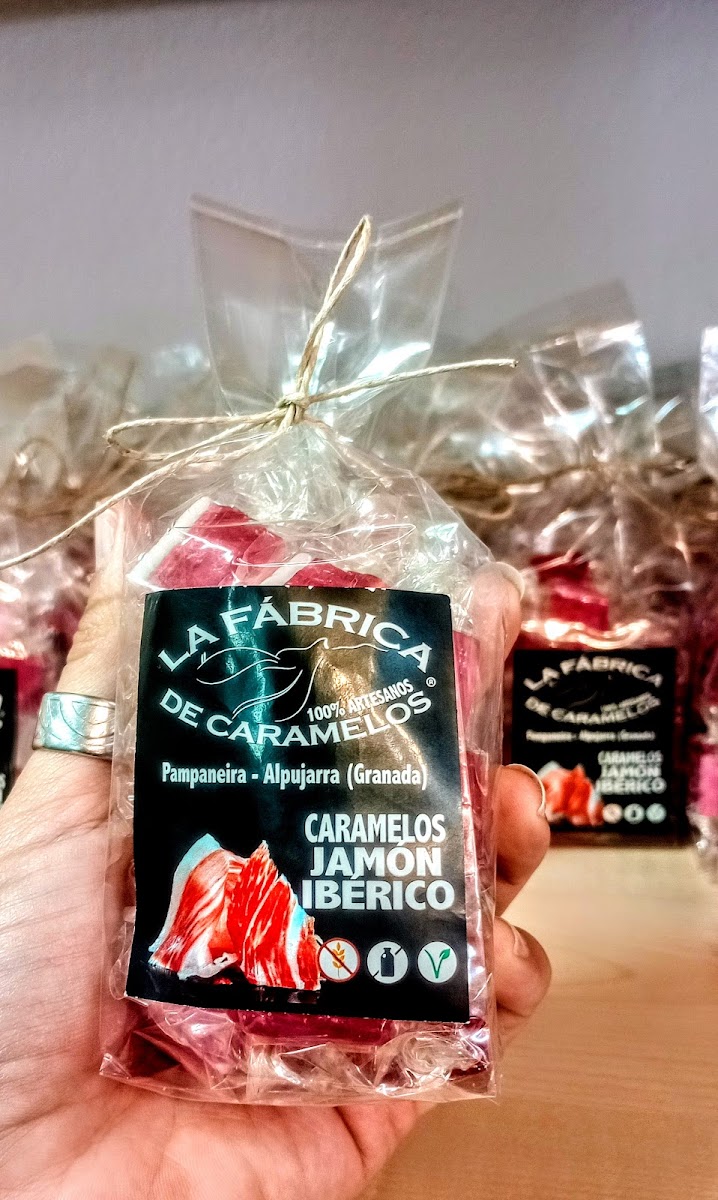 LA FÁBRICA
100% ARTESANOS
DE CARAMELOS®
Pampaneira - Alpujarra (Granada)
CARAMELOS
JAMÓN
IBÉRICO
LA FÁBRICA
DE CARAMELOS
Pampaneira - Alpujarra (Granada)
CARAMELOS
JAMÓN
IBÉRICO